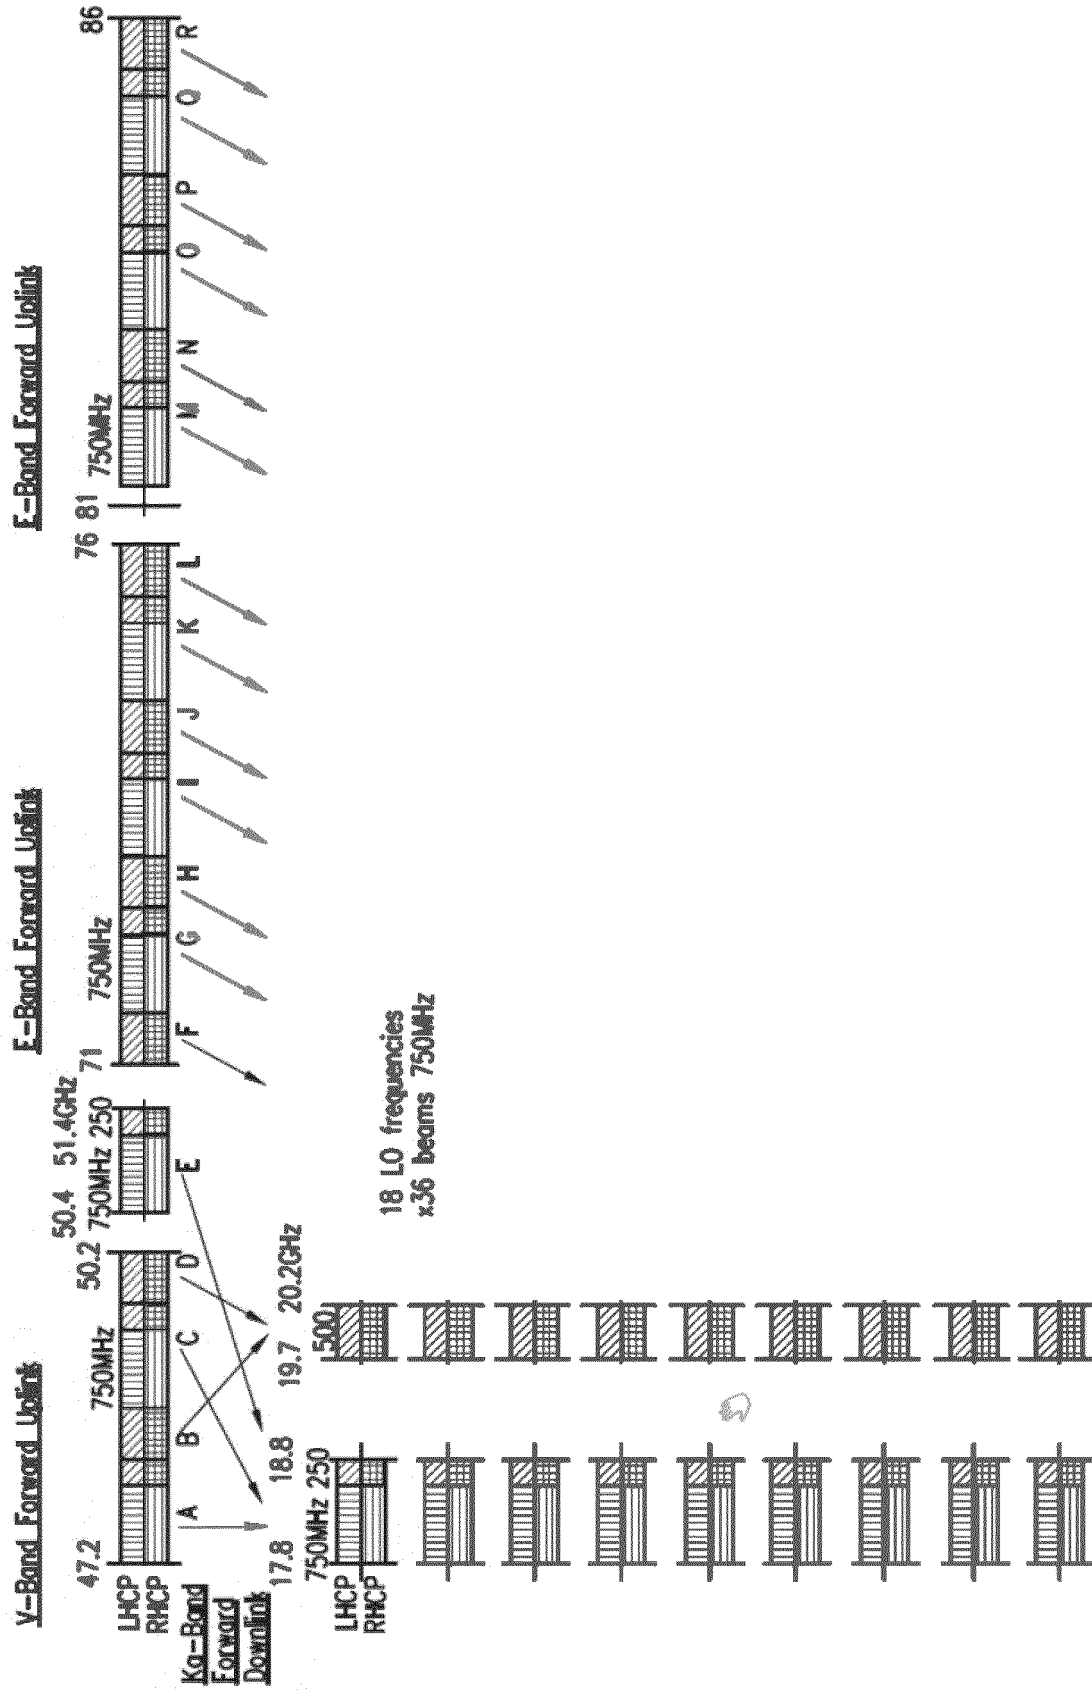 V-Band Forward Uplink
E-Band Forward Uplink
E-Band Forward Uplink
47.2 50.2 50.4 51.4GHz 71 76 81 86
750MHz 750MHz 250 750MHz 750MHz
LHCP
RHCP
A B C D E F G H I J K L M N O P Q R
Ka-Band
Forward
Downlink
17.8 18.8 19.7 20.2GHz
750MHz 250 500
LHCP
RHCP
18 LO frequencies
x36 beams 750MHz